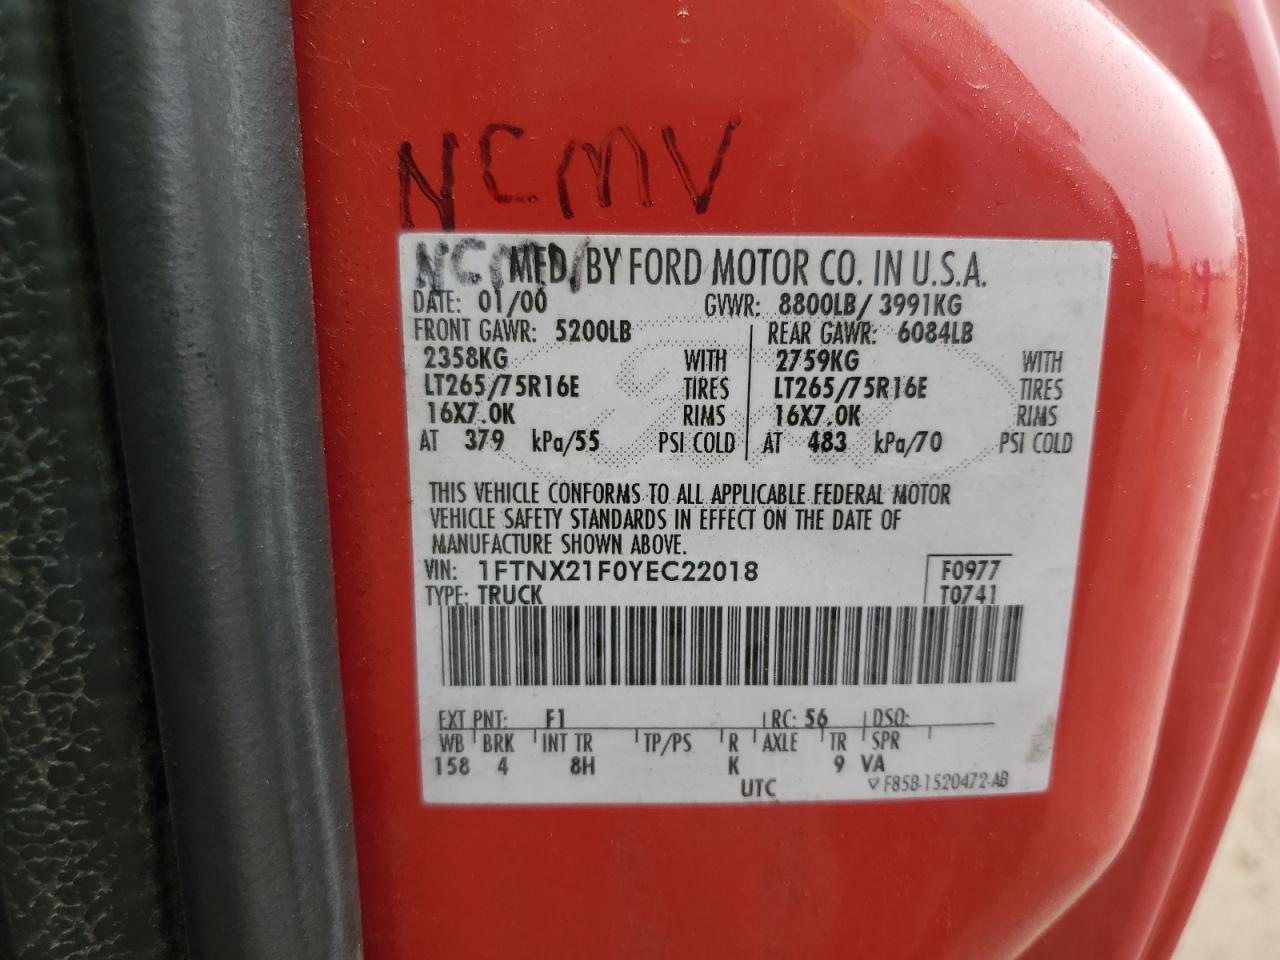 NCMV
NCMV MFD. BY FORD MOTOR CO. IN U.S.A.
DATE: 01/00 GVWR: 8800LB/ 3991KG
FRONT GAWR: 5200LB REAR GAWR: 6084LB
2358KG WITH 2759KG WITH
LT265/75R16E TIRES LT265/75R16E TIRES
16X7.0K RIMS 16X7.0K RIMS
AT 379 kPa/55 PSI COLD AT 483 kPa/70 PSI COLD
THIS VEHICLE CONFORMS TO ALL APPLICABLE FEDERAL MOTOR
VEHICLE SAFETY STANDARDS IN EFFECT ON THE DATE OF
MANUFACTURE SHOWN ABOVE.
VIN: 1FTNX21F0YEC22018 F0977
TYPE: TRUCK T0741
EXT PNT: F1 RC: 56 DSO:
WB BRK INT TR TP/PS R AXLE TR SPR
158 4 8H K 9 VA
UTC F85B-1520472-AB